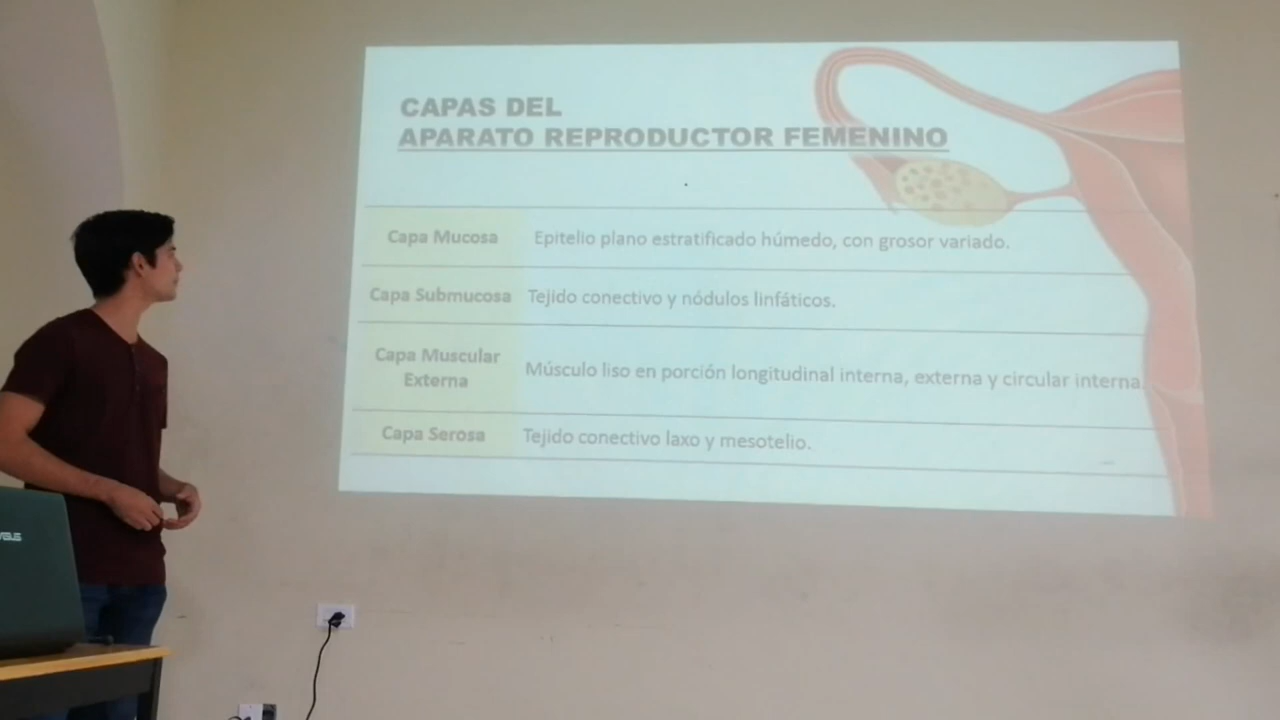 CAPAS DEL
APARATO REPRODUCTOR FEMENINO
Capa Mucosa Epitelio plano estratificado húmedo, con grosor variado.
Capa Submucosa Tejido conectivo y nódulos linfáticos.
Capa Muscular
Externa Músculo liso en porción longitudinal interna, externa y circular interna.
Capa Serosa Tejido conectivo laxo y mesotelio.
ASUS